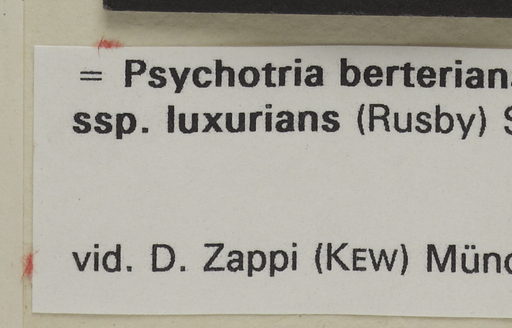 = Psychotria berterian
ssp. luxurians (Rusby) S
vid. D. Zappi (KEW) Münc